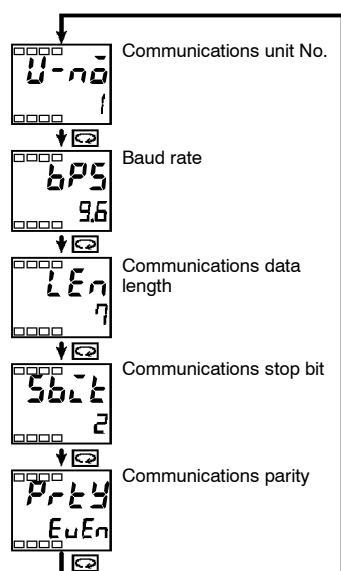 Communications unit No.
U-no
1
Baud rate
bPS
9.6
Communications data
length
LEn
7
Communications stop bit
Sbit
2
Communications parity
PrtY
EvEn